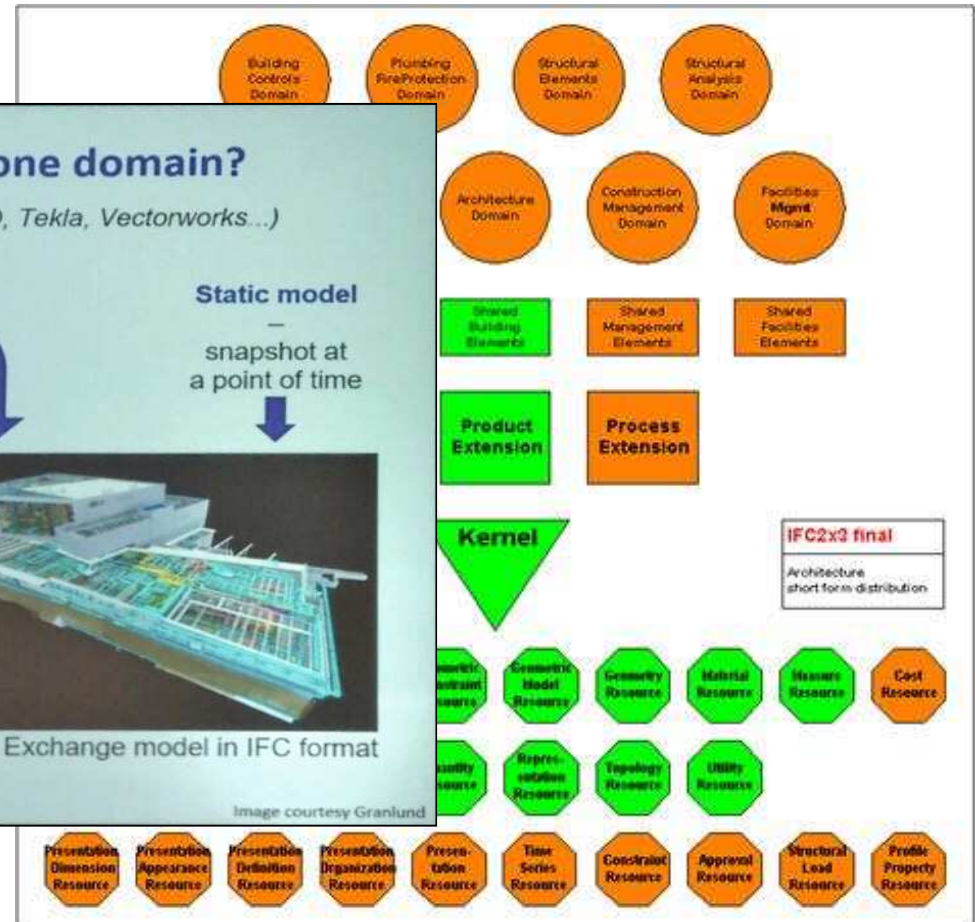 Building
Controls
Domain
Plumbing
FireProtection
Domain
Structural
Elements
Domain
Structural
Analysis
Domain
one domain?
Tekla, Vectorworks...)
Static model
–
snapshot at
a point of time
Exchange model in IFC format
Image courtesy Granlund
Architecture
Domain
Construction
Management
Domain
Facilities
Mgmt
Domain
Shared
Building
Elements
Shared
Management
Elements
Shared
Facilities
Elements
Product
Extension
Process
Extension
Kernel
IFC2x3 final
Architecture
short form distribution
Geometric
Model
Resource
Geometry
Resource
Material
Resource
Measure
Resource
Cost
Resource
Repres-
entation
Resource
Topology
Resource
Utility
Resource
Presentation
Dimension
Resource
Presentation
Appearance
Resource
Presentation
Definition
Resource
Presentation
Organization
Resource
Presen-
tation
Resource
Time
Series
Resource
Constraint
Resource
Approval
Resource
Structural
Load
Resource
Profile
Property
Resource